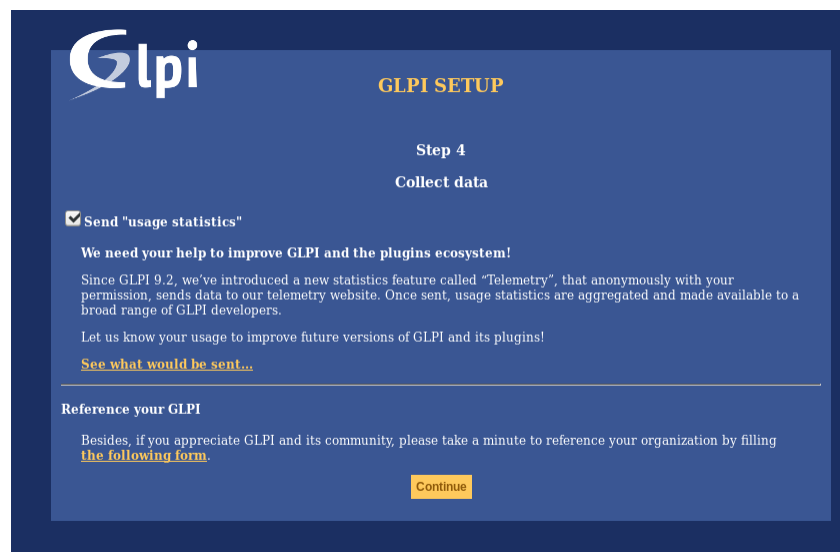 Glpi
GLPI SETUP
Step 4
Collect data
Send "usage statistics"
We need your help to improve GLPI and the plugins ecosystem!
Since GLPI 9.2, we’ve introduced a new statistics feature called “Telemetry”, that anonymously with your
permission, sends data to our telemetry website. Once sent, usage statistics are aggregated and made available to a
broad range of GLPI developers.
Let us know your usage to improve future versions of GLPI and its plugins!
See what would be sent...
Reference your GLPI
Besides, if you appreciate GLPI and its community, please take a minute to reference your organization by filling
the following form.
Continue